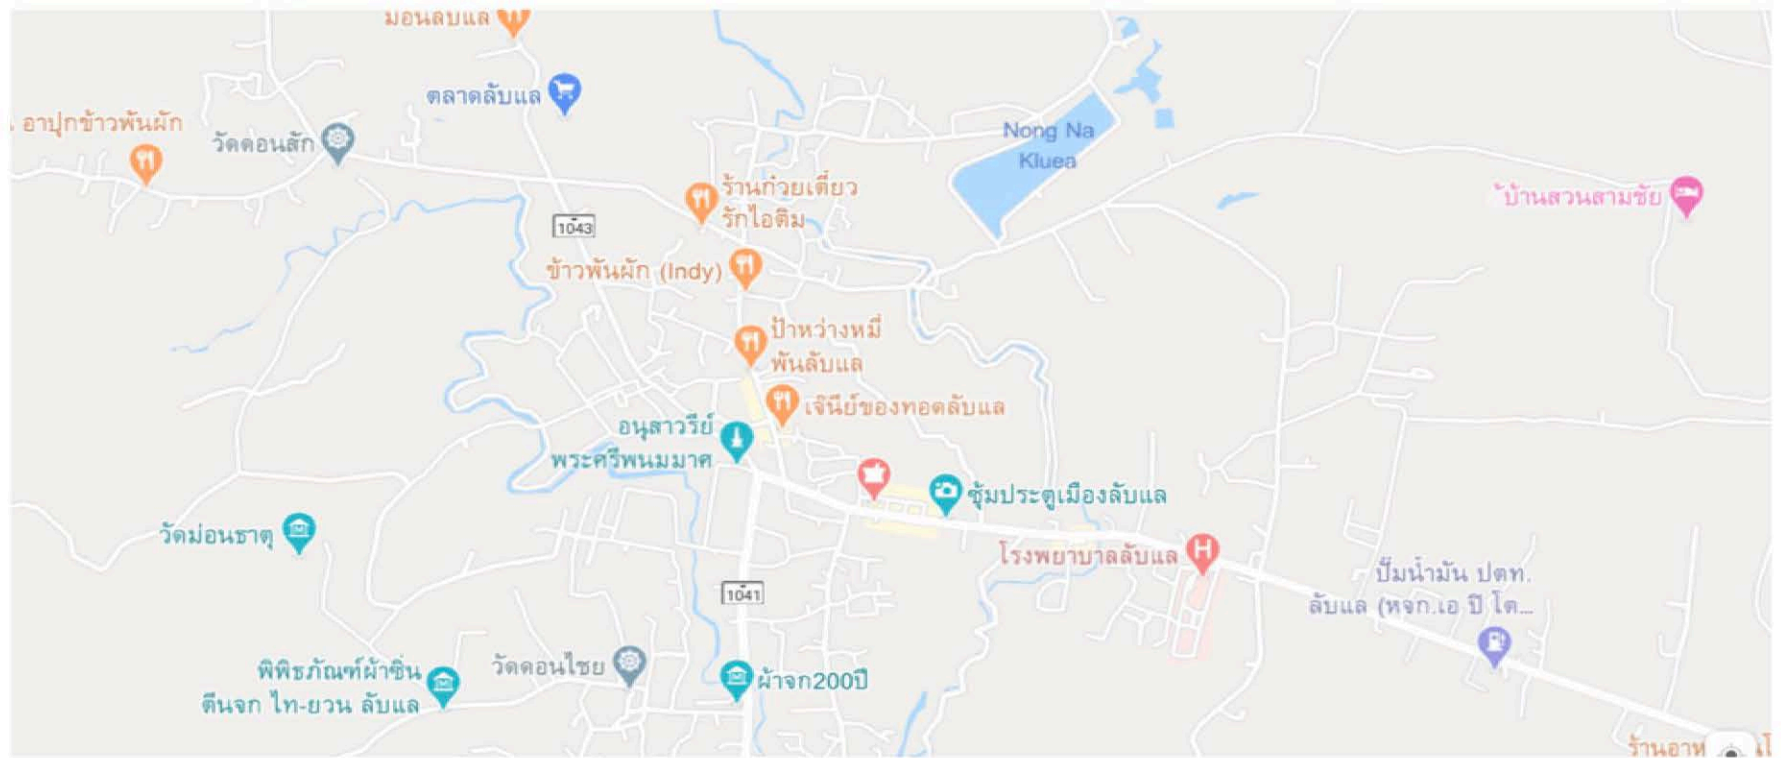 ม่อนลับแล
ตลาดลับแล
อาปุกข้าวพันผัก
วัดดอนสัก
Nong Na
Kluea
ร้านก๋วยเตี๋ยว
รักไอติม
บ้านสวนสามชัย
1043
ข้าวพันผัก (Indy)
ป้าหว่างหมี่
พันลับแล
เจ๊นีย์ของทอดลับแล
อนุสาวรีย์
พระศรีพนมมาศ
ซุ้มประตูเมืองลับแล
วัดม่อนธาตุ
โรงพยาบาลลับแล
ปั๊มน้ำมัน ปตท.
ลับแล (หจก.เอ ปี โต...
1041
พิพิธภัณฑ์ผ้าซิ่น
ตีนจก ไท-ยวน ลับแล
วัดดอนไชย
ผ้าจก200ปี